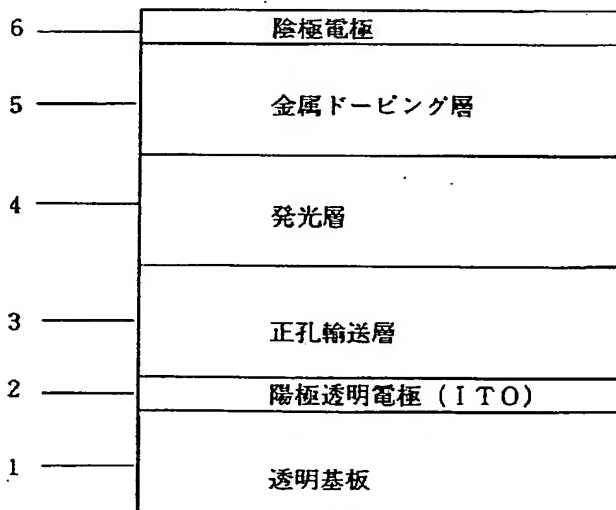 6 陰極電極
5 金属ドーピング層
4 発光層
3 正孔輸送層
2 陽極透明電極(ITO)
1 透明基板